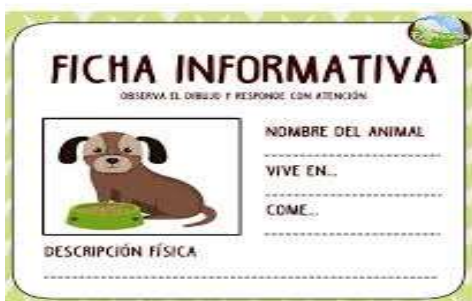 FICHA INFORMATIVA
OBSERVA EL DIBUJO Y RESPONDE CON ATENCIÓN
NOMBRE DEL ANIMAL
VIVE EN...
COME...
DESCRIPCIÓN FÍSICA